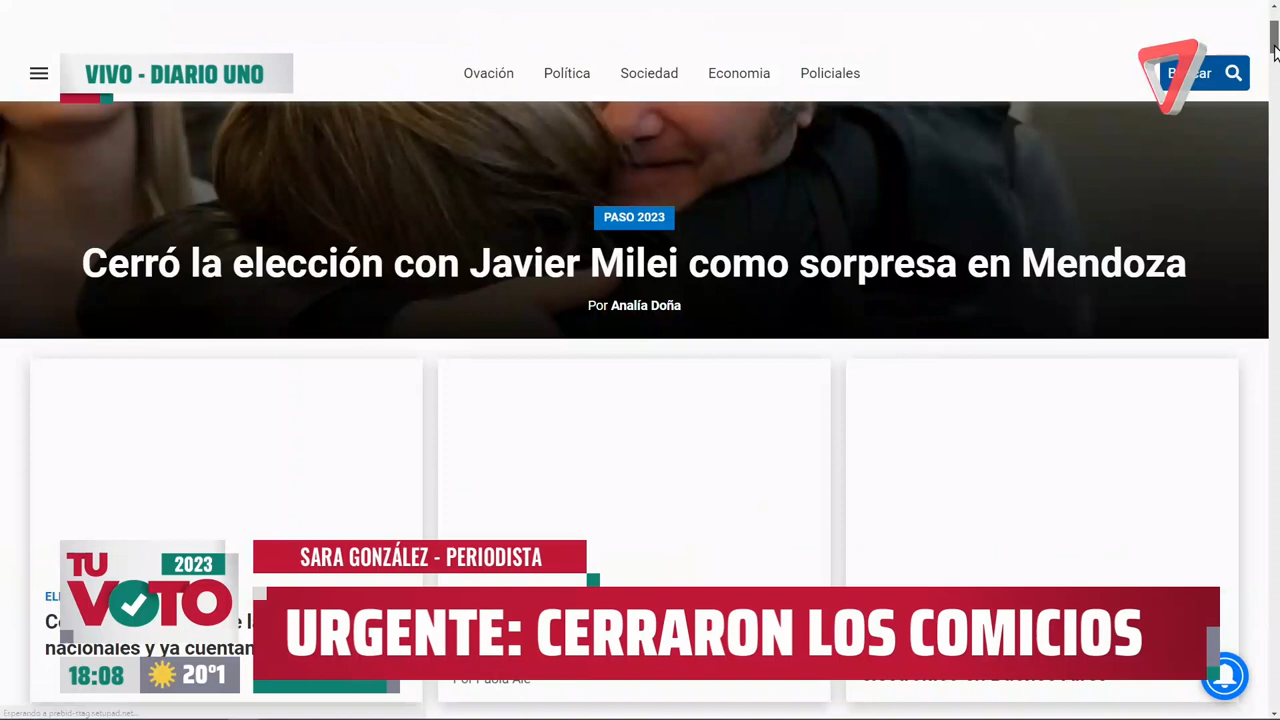 VIVO - DIARIO UNO
Ovación Política Sociedad Economia Policiales
PASO 2023
Cerró la elección con Javier Milei como sorpresa en Mendoza
Por Analía Doña
SARA GONZÁLEZ - PERIODISTA
TU VOTO 2023
URGENTE: CERRARON LOS COMICIOS
nacionales y ya cuentan
18:08 20º1